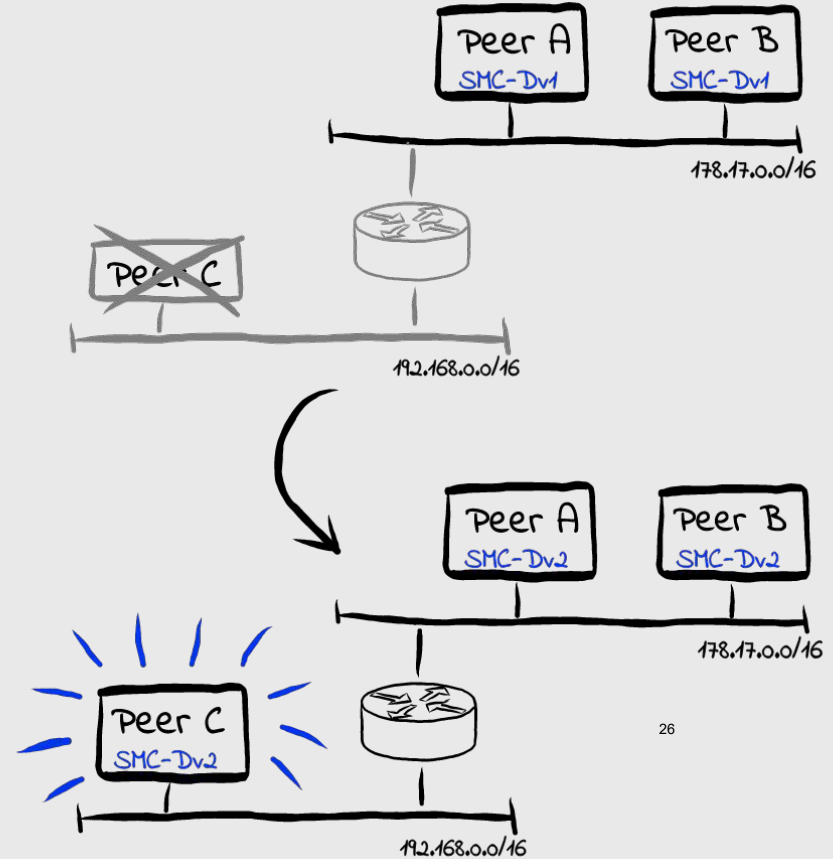 Peer A
SMC-Dv1
Peer B
SMC-Dv1
178.17.0.0/16
Peer C
192.168.0.0/16
Peer A
SMC-Dv2
Peer B
SMC-Dv2
178.17.0.0/16
Peer C
SMC-Dv2
26
192.168.0.0/16